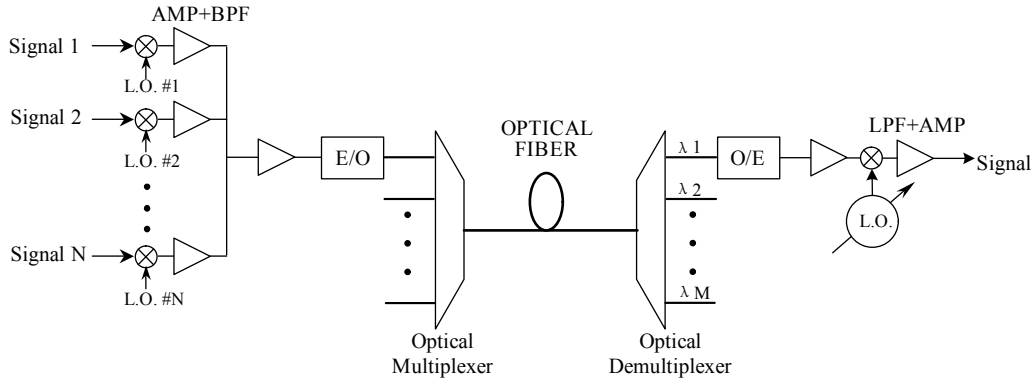 AMP+BPF
Signal 1
L.O. #1
Signal 2
L.O. #2
Signal N
L.O. #N
E/O
Optical
Multiplexer
OPTICAL
FIBER
λ 1
λ 2
λ M
Optical
Demultiplexer
O/E
LPF+AMP
Signal
L.O.